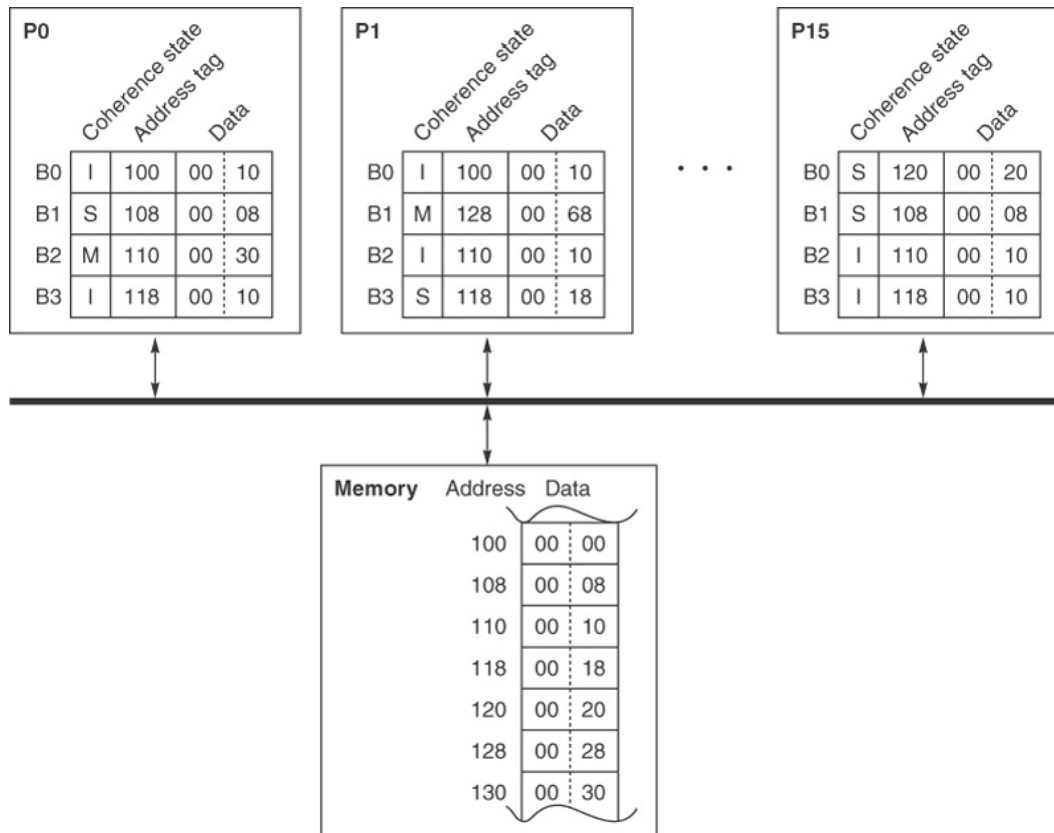 P0
Coherence state
Address tag
Data
B0 I 100 00 10
B1 S 108 00 08
B2 M 110 00 30
B3 I 118 00 10
P1
Coherence state
Address tag
Data
B0 I 100 00 10
B1 M 128 00 68
B2 I 110 00 10
B3 S 118 00 18
. . .
P15
Coherence state
Address tag
Data
B0 S 120 00 20
B1 S 108 00 08
B2 I 110 00 10
B3 I 118 00 10
Memory Address Data
100 00 00
108 00 08
110 00 10
118 00 18
120 00 20
128 00 28
130 00 30